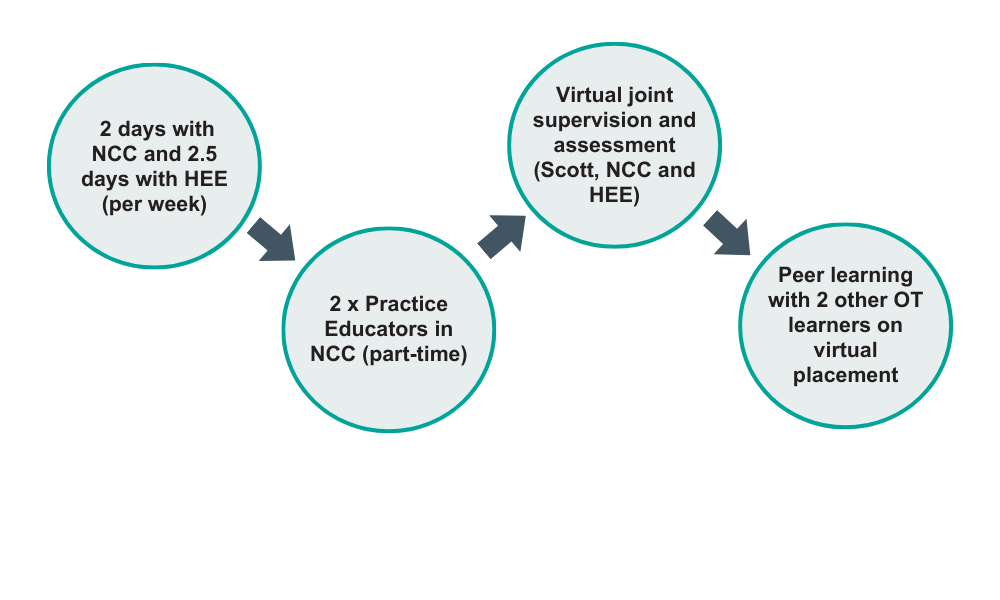 2 days with
NCC and 2.5
days with HEE
(per week)
2 x Practice
Educators in
NCC (part-time)
Virtual joint
supervision and
assessment
(Scott, NCC and
HEE)
Peer learning
with 2 other OT
learners on
virtual
placement